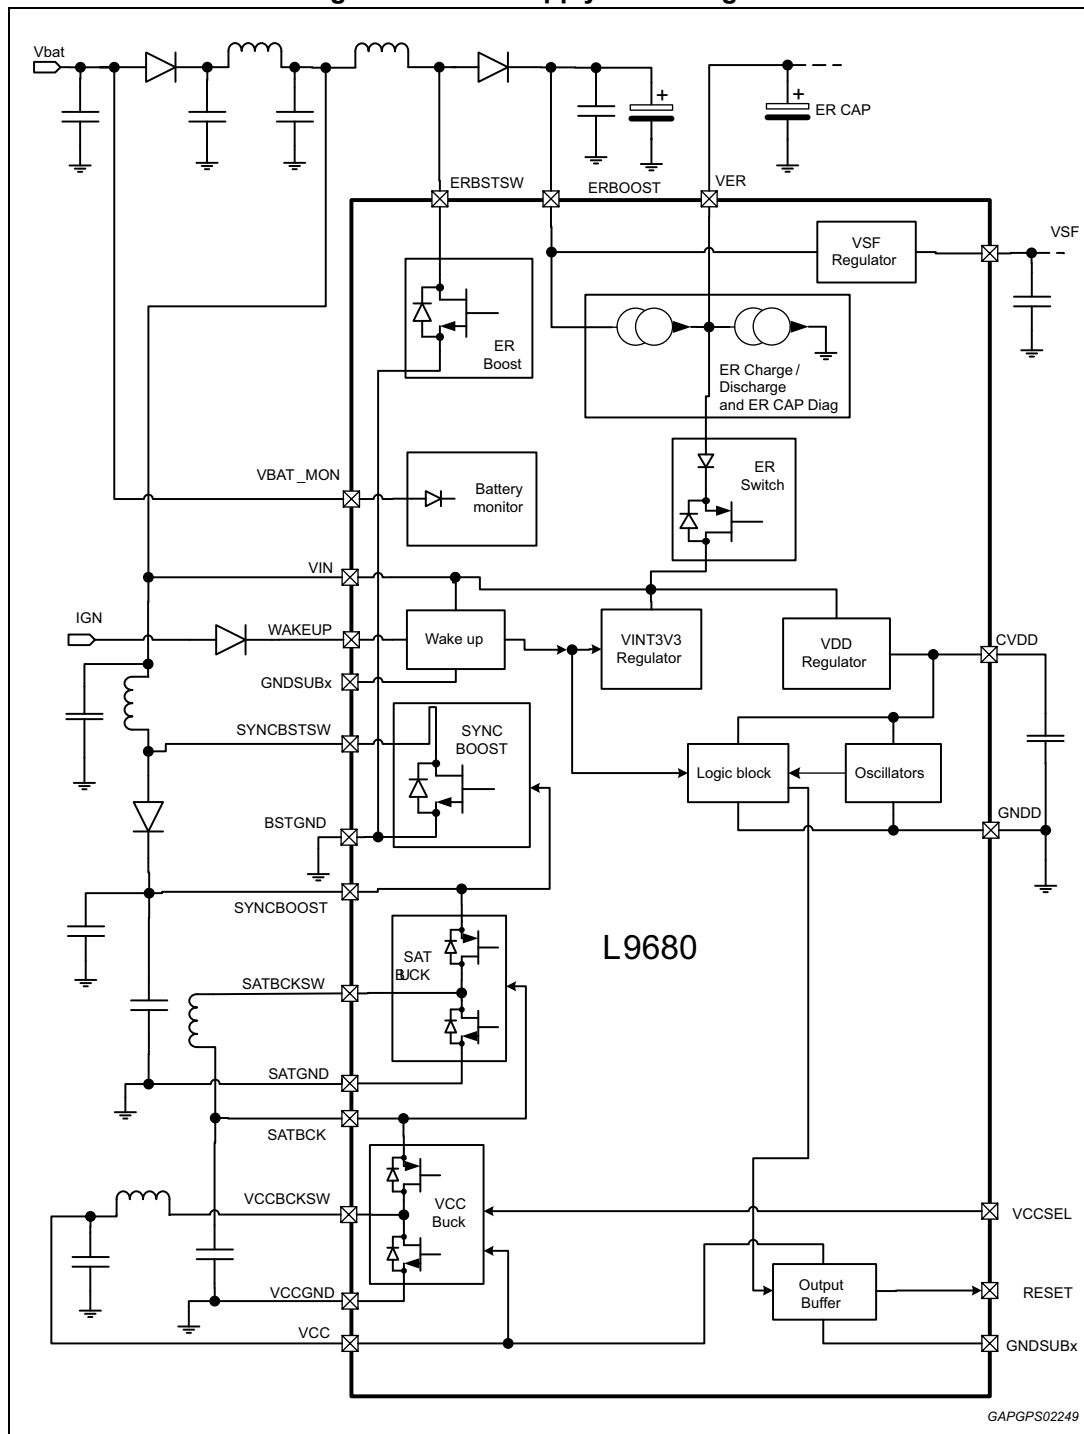 Vbat
ER CAP
ERBSTSW
ERBOOST
VER
VSF
VSF
Regulator
ER
Boost
ER Charge /
Discharge
and ER CAP Diag
VBAT_MON
Battery
monitor
ER
Switch
VIN
IGN
WAKEUP
Wake up
VINT3V3
Regulator
VDD
Regulator
CVDD
GNDSUBx
SYNCBSTSW
SYNC
BOOST
Logic block
Oscillators
BSTGND
GNDD
SYNCBOOST
L9680
SAT
BUCK
SATBCKSW
SATGND
SATBCK
VCCBCKSW
VCC
Buck
VCCSEL
VCCGND
Output
Buffer
RESET
VCC
GNDSUBx
GAPGPS02249